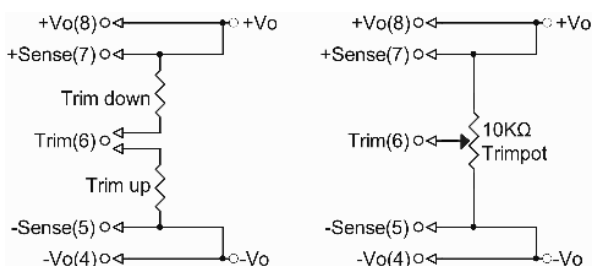 +Vo(8)
+Vo
+Sense(7)
Trim down
Trim(6)
Trim up
-Sense(5)
-Vo(4)
-Vo
+Vo(8)
+Vo
+Sense(7)
Trim(6)
10KΩ
Trimpot
-Sense(5)
-Vo(4)
-Vo